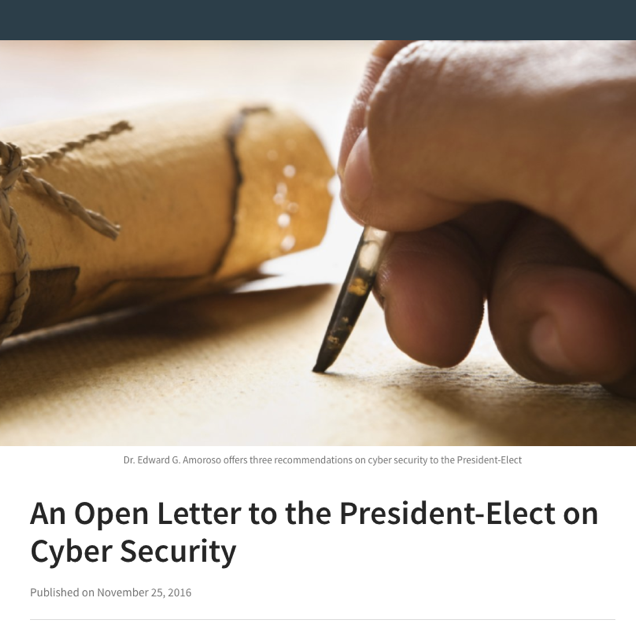 Dr. Edward G. Amoroso offers three recommendations on cyber security to the President-Elect
An Open Letter to the President-Elect on
Cyber Security
Published on November 25, 2016